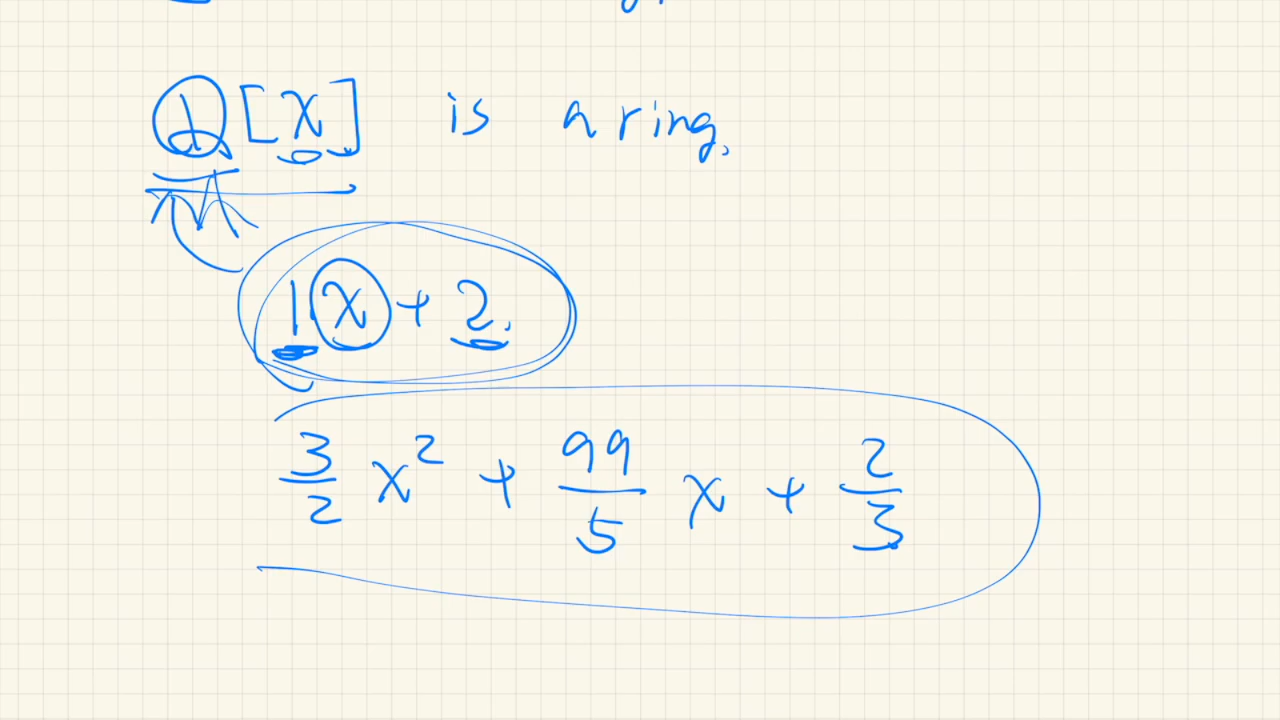 ℚ[x] is a ring.
1x + 2.
3/2 x² + 99/5 x + 2/3